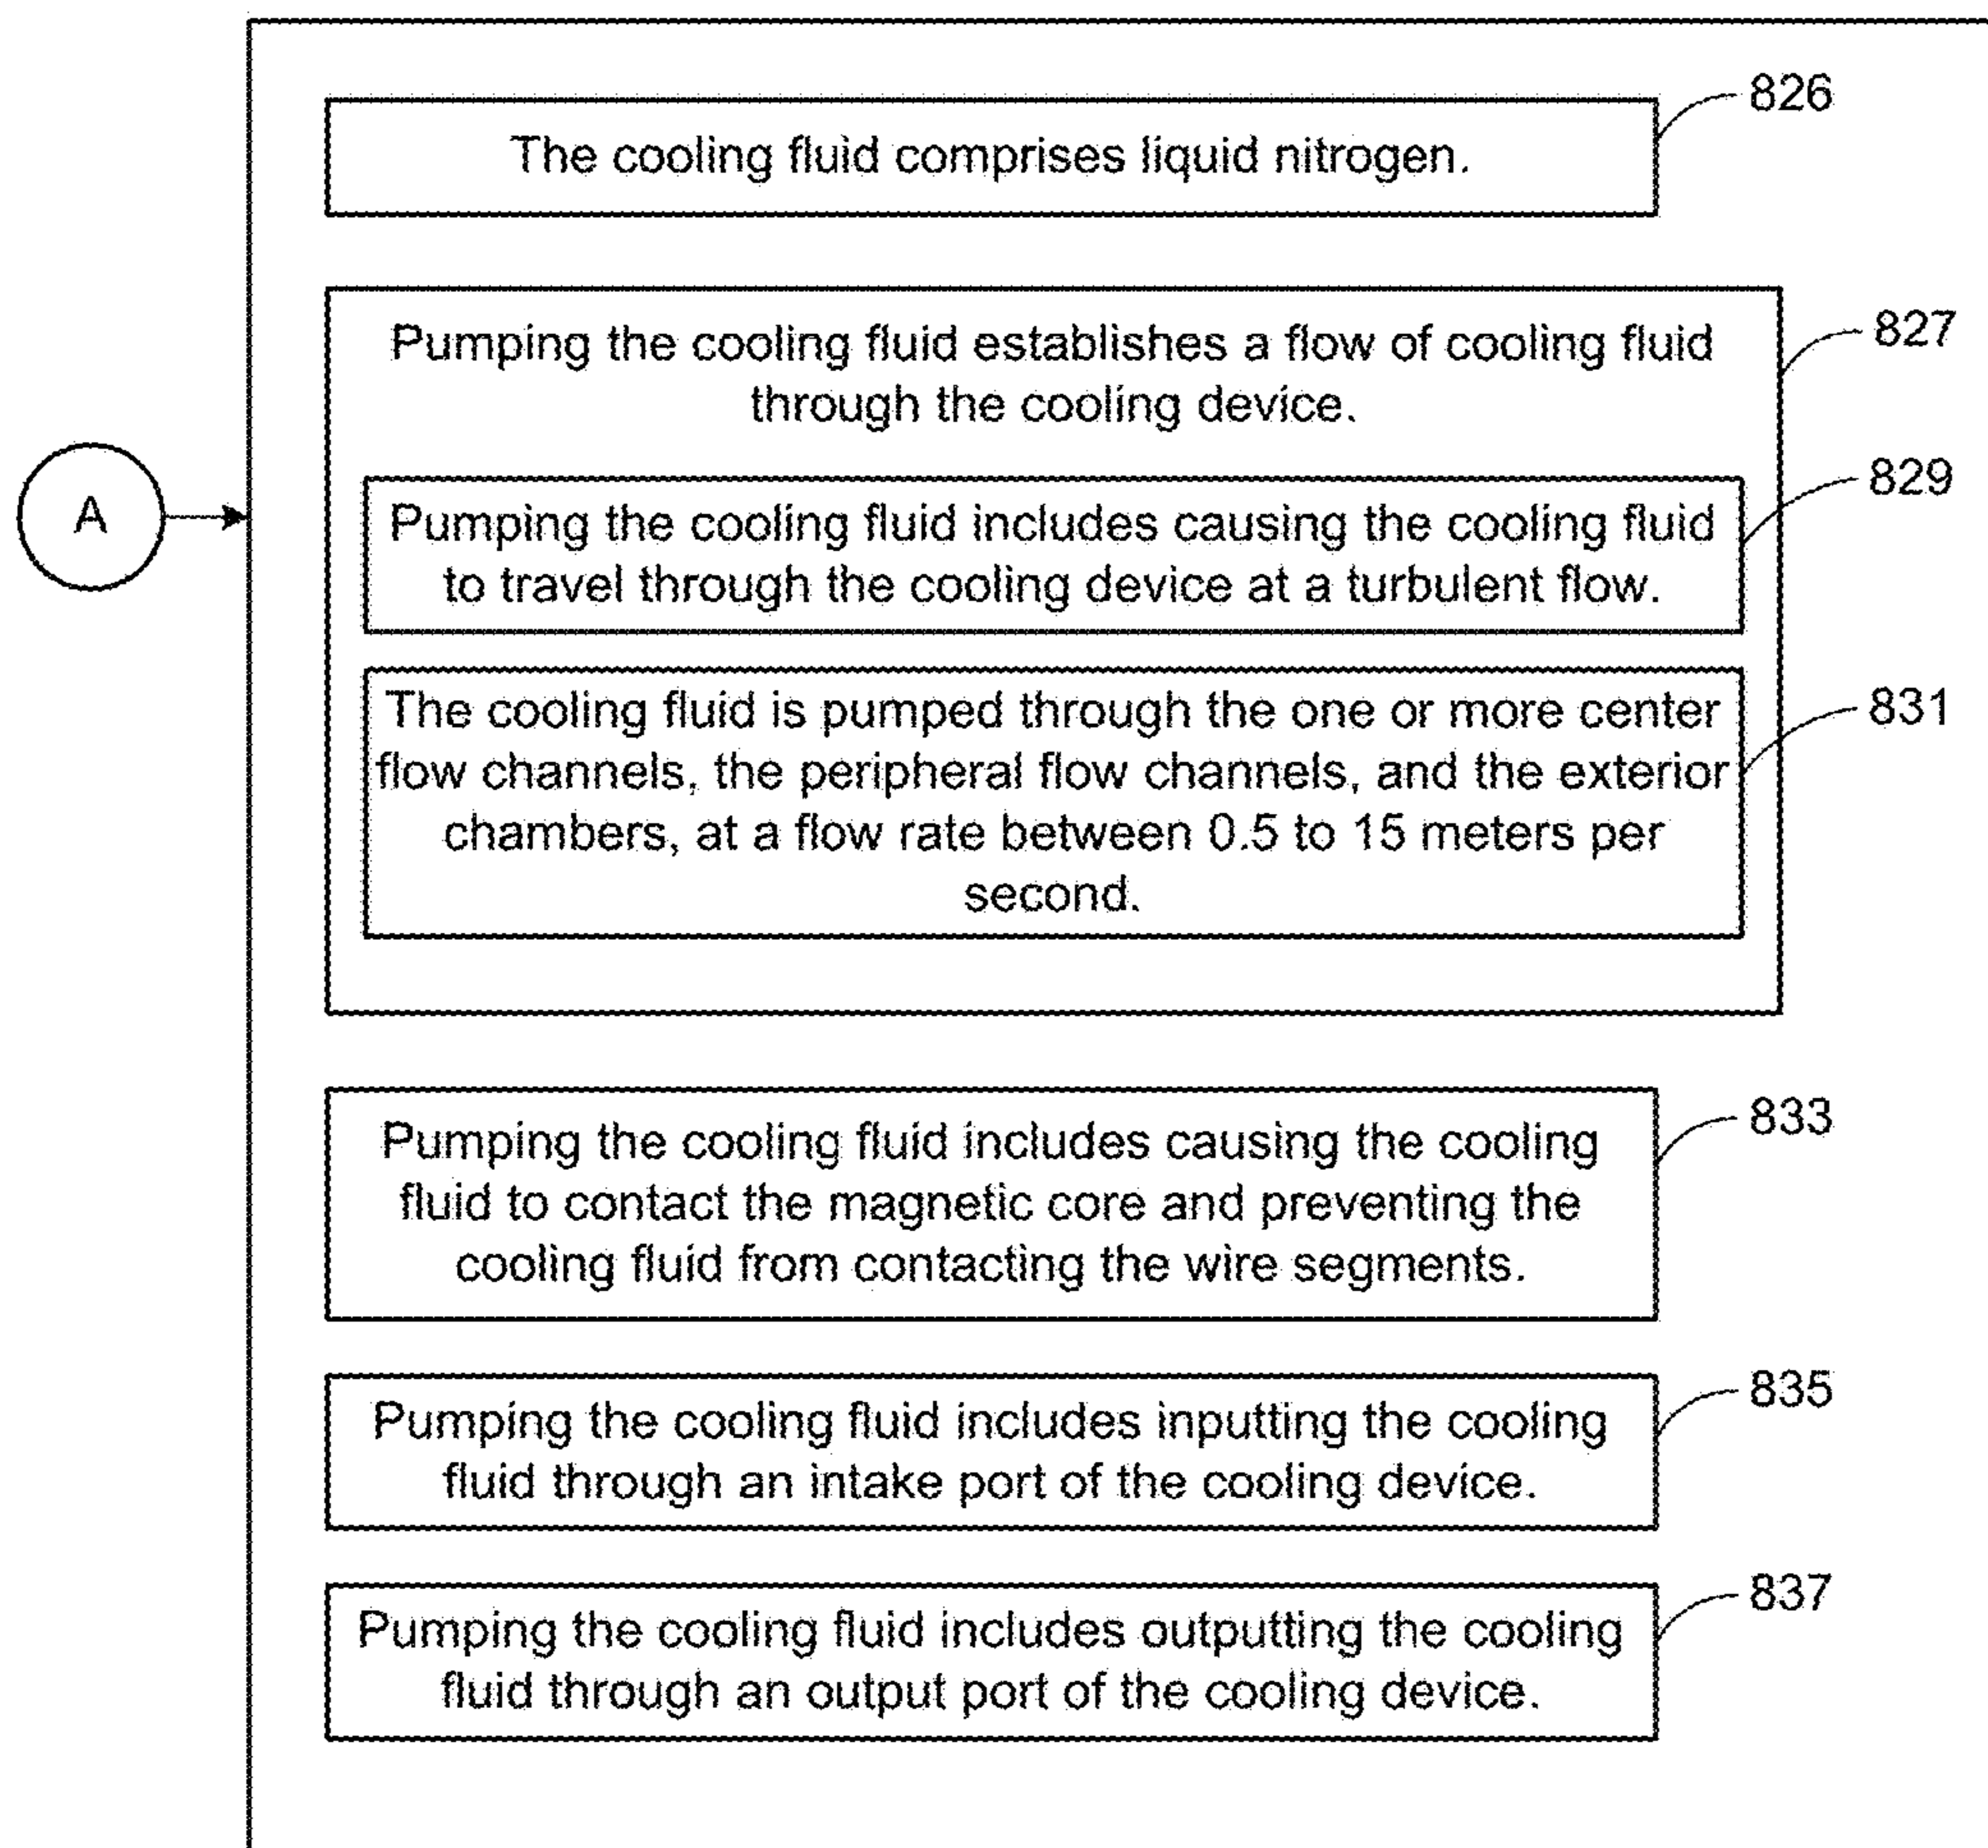 826
The cooling fluid comprises liquid nitrogen.
827
Pumping the cooling fluid establishes a flow of cooling fluid
through the cooling device.
829
Pumping the cooling fluid includes causing the cooling fluid
to travel through the cooling device at a turbulent flow.
A
831
The cooling fluid is pumped through the one or more center
flow channels, the peripheral flow channels, and the exterior
chambers, at a flow rate between 0.5 to 15 meters per
second.
833
Pumping the cooling fluid includes causing the cooling
fluid to contact the magnetic core and preventing the
cooling fluid from contacting the wire segments.
835
Pumping the cooling fluid includes inputting the cooling
fluid through an intake port of the cooling device.
837
Pumping the cooling fluid includes outputting the cooling
fluid through an output port of the cooling device.